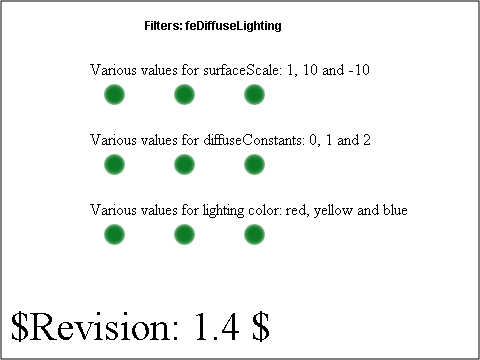 Filters: feDiffuseLighting
Various values for surfaceScale: 1, 10 and -10
Various values for diffuseConstants: 0, 1 and 2
Various values for lighting color: red, yellow and blue
$Revision: 1.4 $